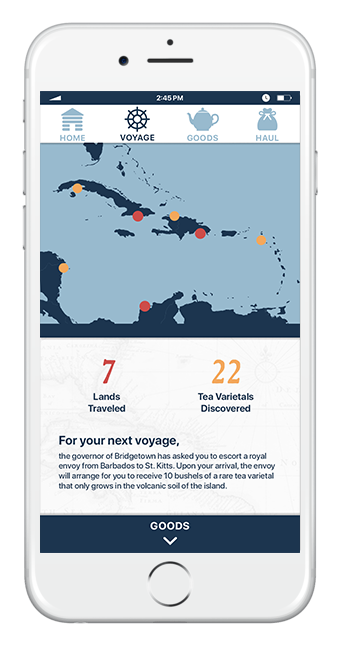 2:45 PM
HOME VOYAGE GOODS HAUL
7 22
Lands Tea Varietals
Traveled Discovered
For your next voyage,
the governor of Bridgetown has asked you to escort a royal
envoy from Barbados to St. Kitts. Upon your arrival, the envoy
will arrange for you to receive 10 bushels of a rare tea varietal
that only grows in the volcanic soil of the island.
GOODS